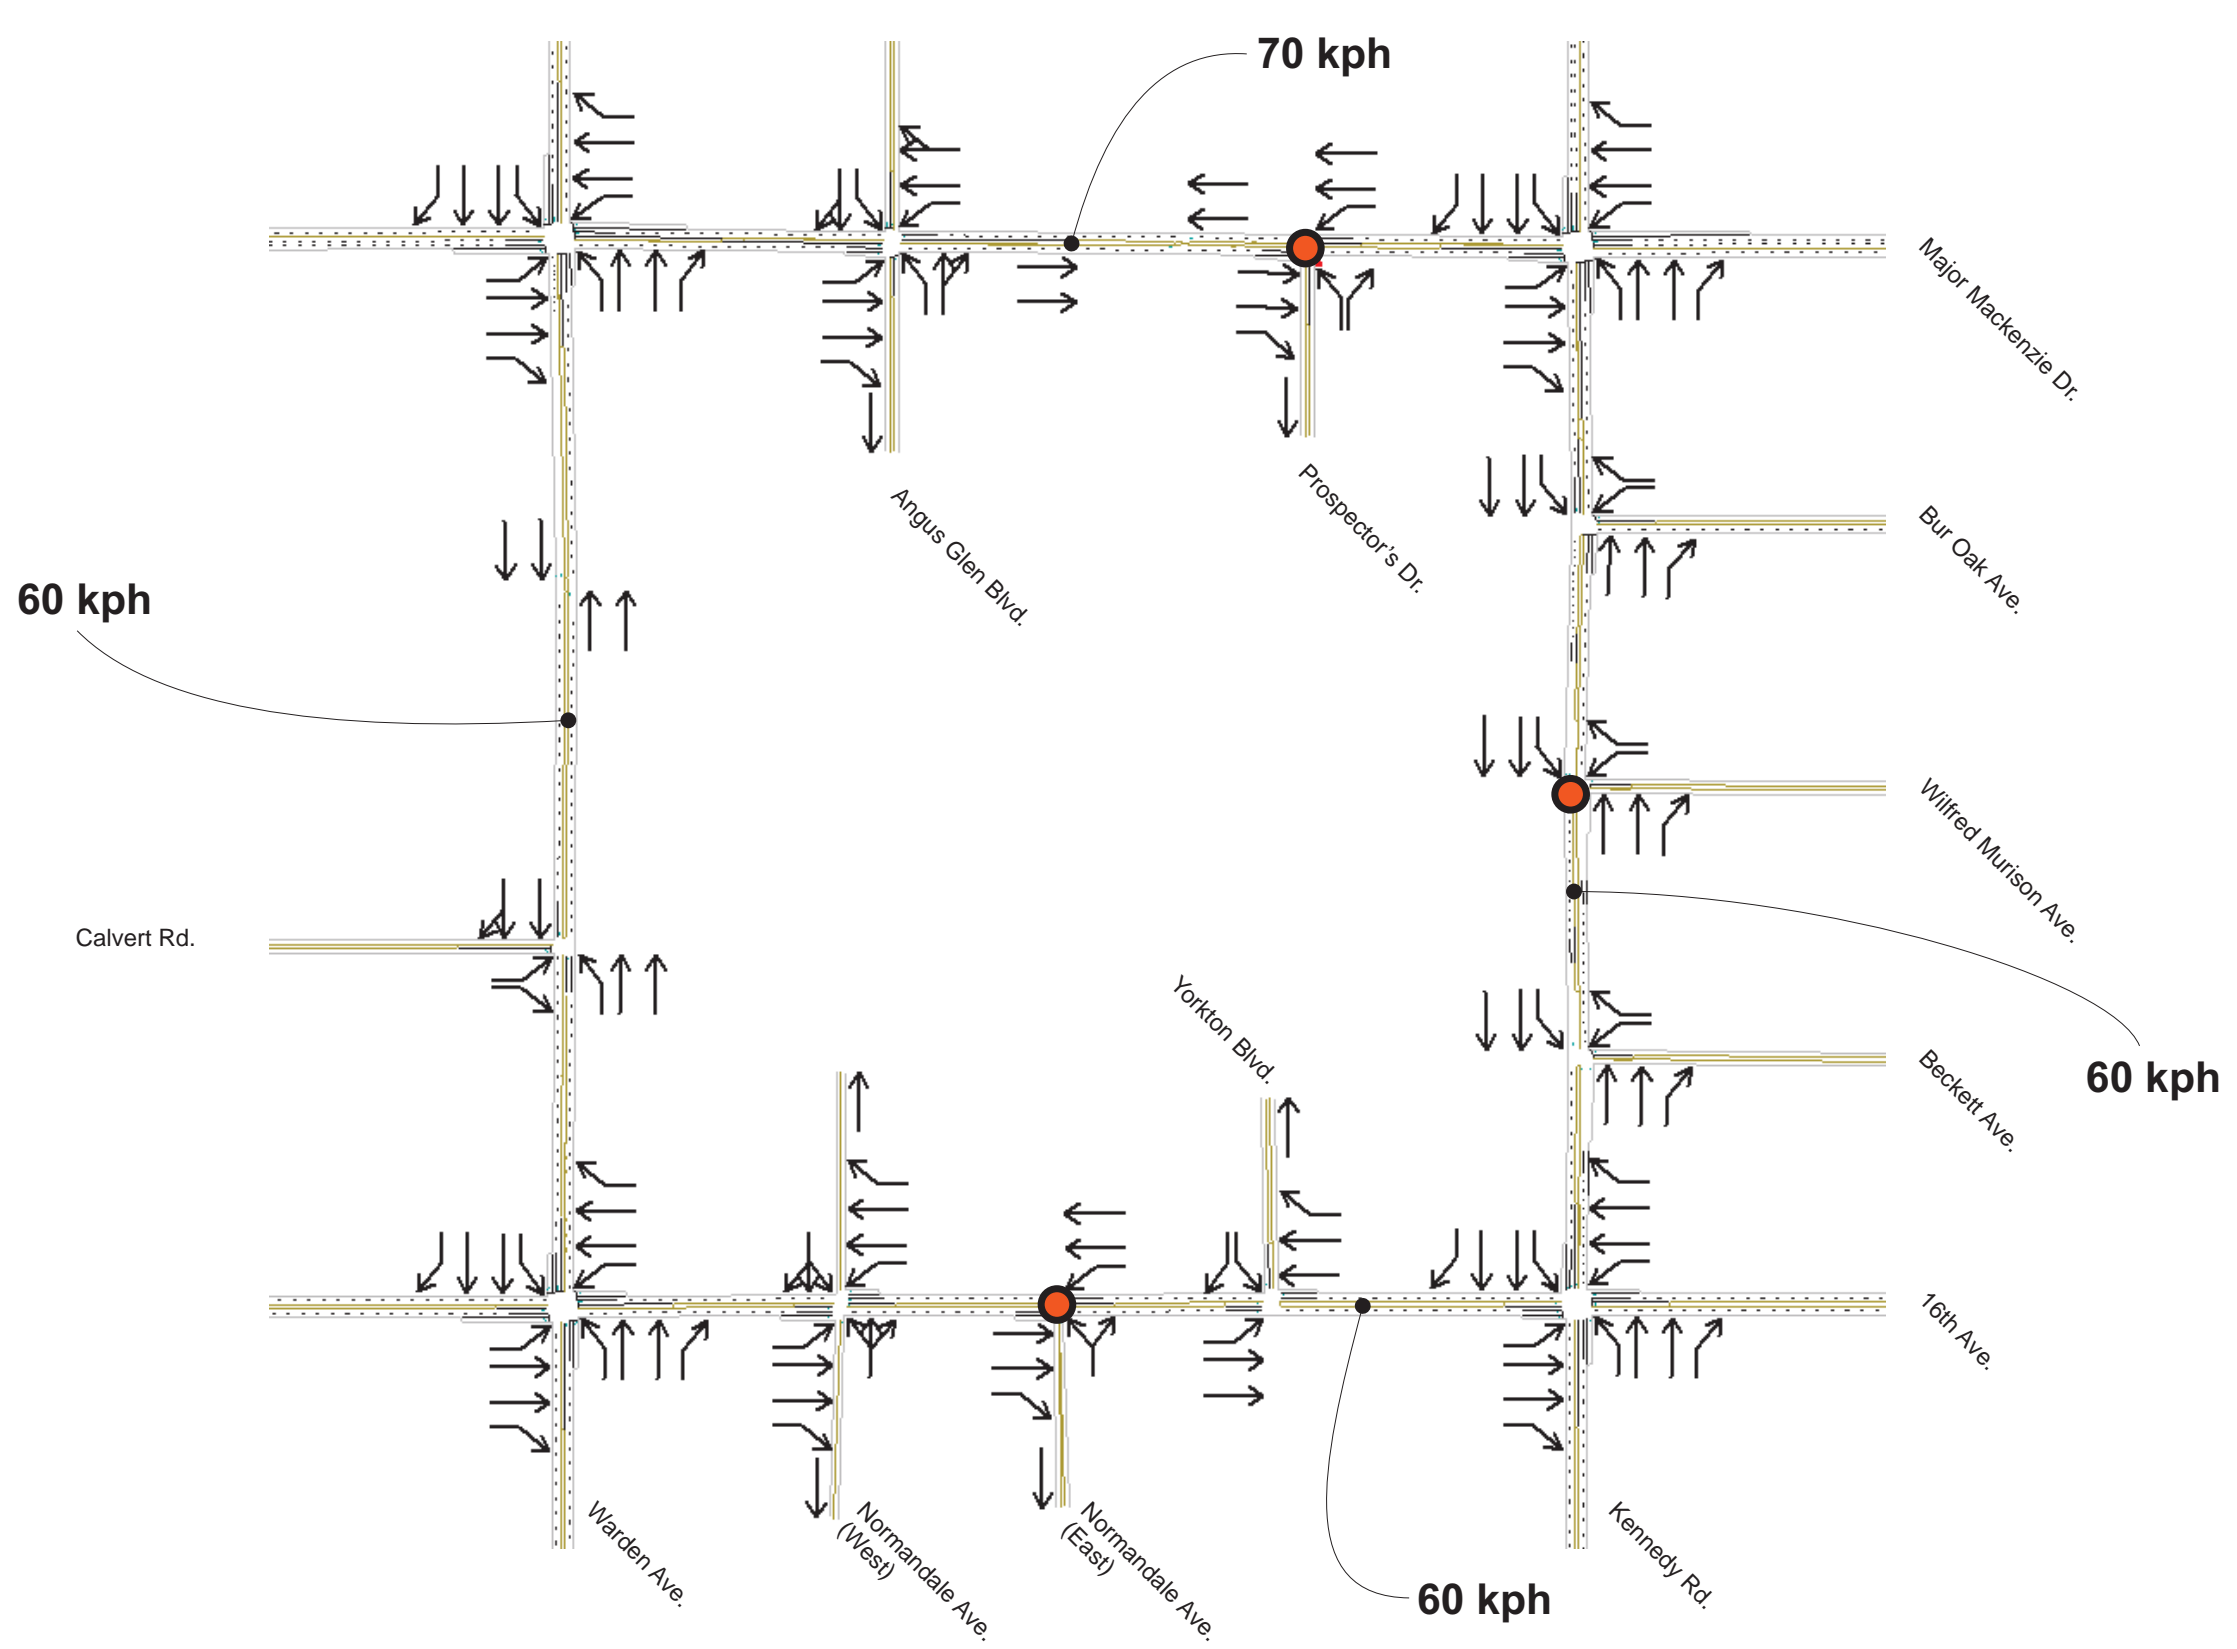 70 kph
Major Mackenzie Dr.
Angus Glen Blvd.
Prospector's Dr.
Bur Oak Ave.
60 kph
Wilfred Murison Ave.
Calvert Rd.
Yorkton Blvd.
Beckett Ave.
60 kph
16th Ave.
Warden Ave.
Normandale Ave.
(West)
Normandale Ave.
(East)
Kennedy Rd.
60 kph